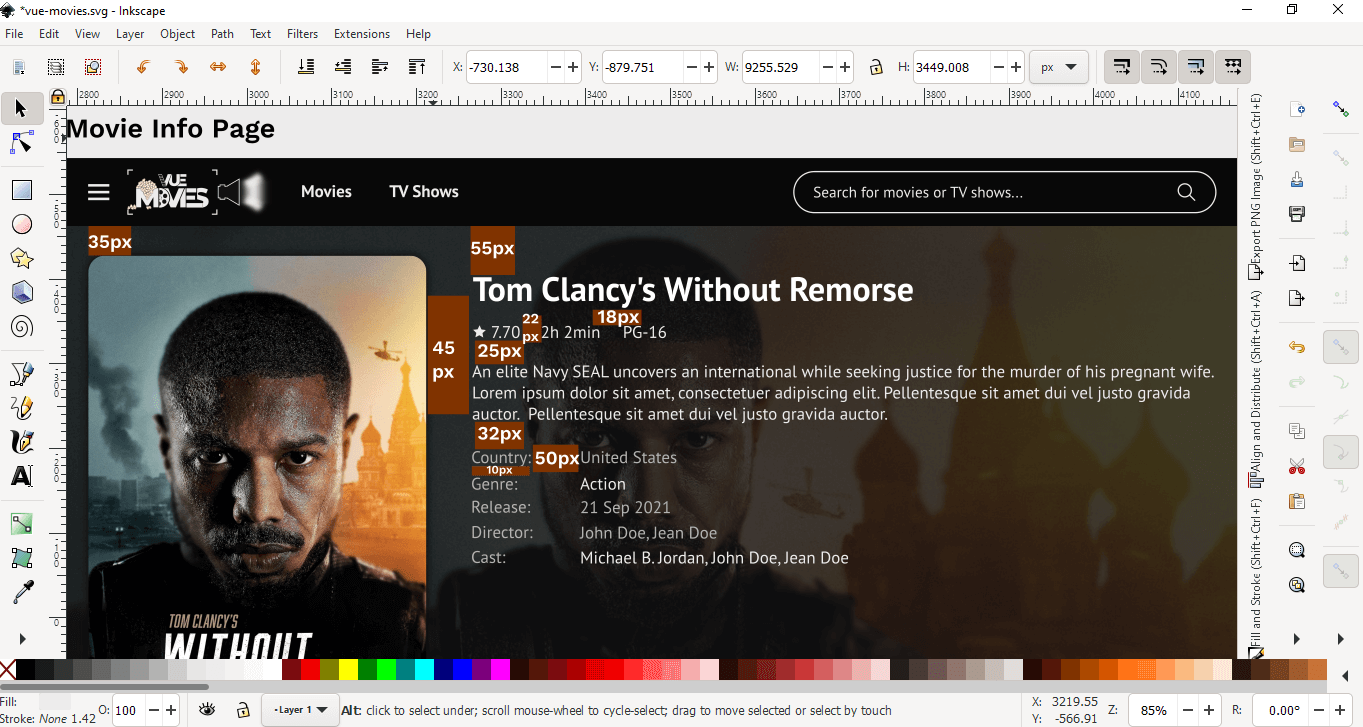 *vue-movies.svg - Inkscape
File Edit View Layer Object Path Text Filters Extensions Help
X: -730.138 Y: -879.751 W: 9255.529 H: 3449.008 px
2800 2900 3000 3100 3200 3300 3400 3500 3600 3700 3800 3900 4000 4100
Movie Info Page
VUE
MOVIES
Movies TV Shows Search for movies or TV shows...
35px
55px
Tom Clancy's Without Remorse
7.70 22 px 2h 2min 18px PG-16
25px
45
px
An elite Navy SEAL uncovers an international while seeking justice for the murder of his pregnant wife.
Lorem ipsum dolor sit amet, consectetuer adipiscing elit. Pellentesque sit amet dui vel justo gravida
auctor. Pellentesque sit amet dui vel justo gravida auctor.
32px
Country: 50px United States
10px
Genre: Action
Release: 21 Sep 2021
Director: John Doe, Jean Doe
Cast: Michael B. Jordan, John Doe, Jean Doe
TOM CLANCY'S
WITHOUT
Export PNG Image (Shift+Ctrl+E)
Align and Distribute (Shift+Ctrl+A)
Fill and Stroke (Shift+Ctrl+F)
Fill:
Stroke: None 1.42 O: 100 Layer 1 Alt: click to select under; scroll mouse-wheel to cycle-select; drag to move selected or select by touch
X: 3219.55
Y: -566.91
Z: 85% R: 0.00°